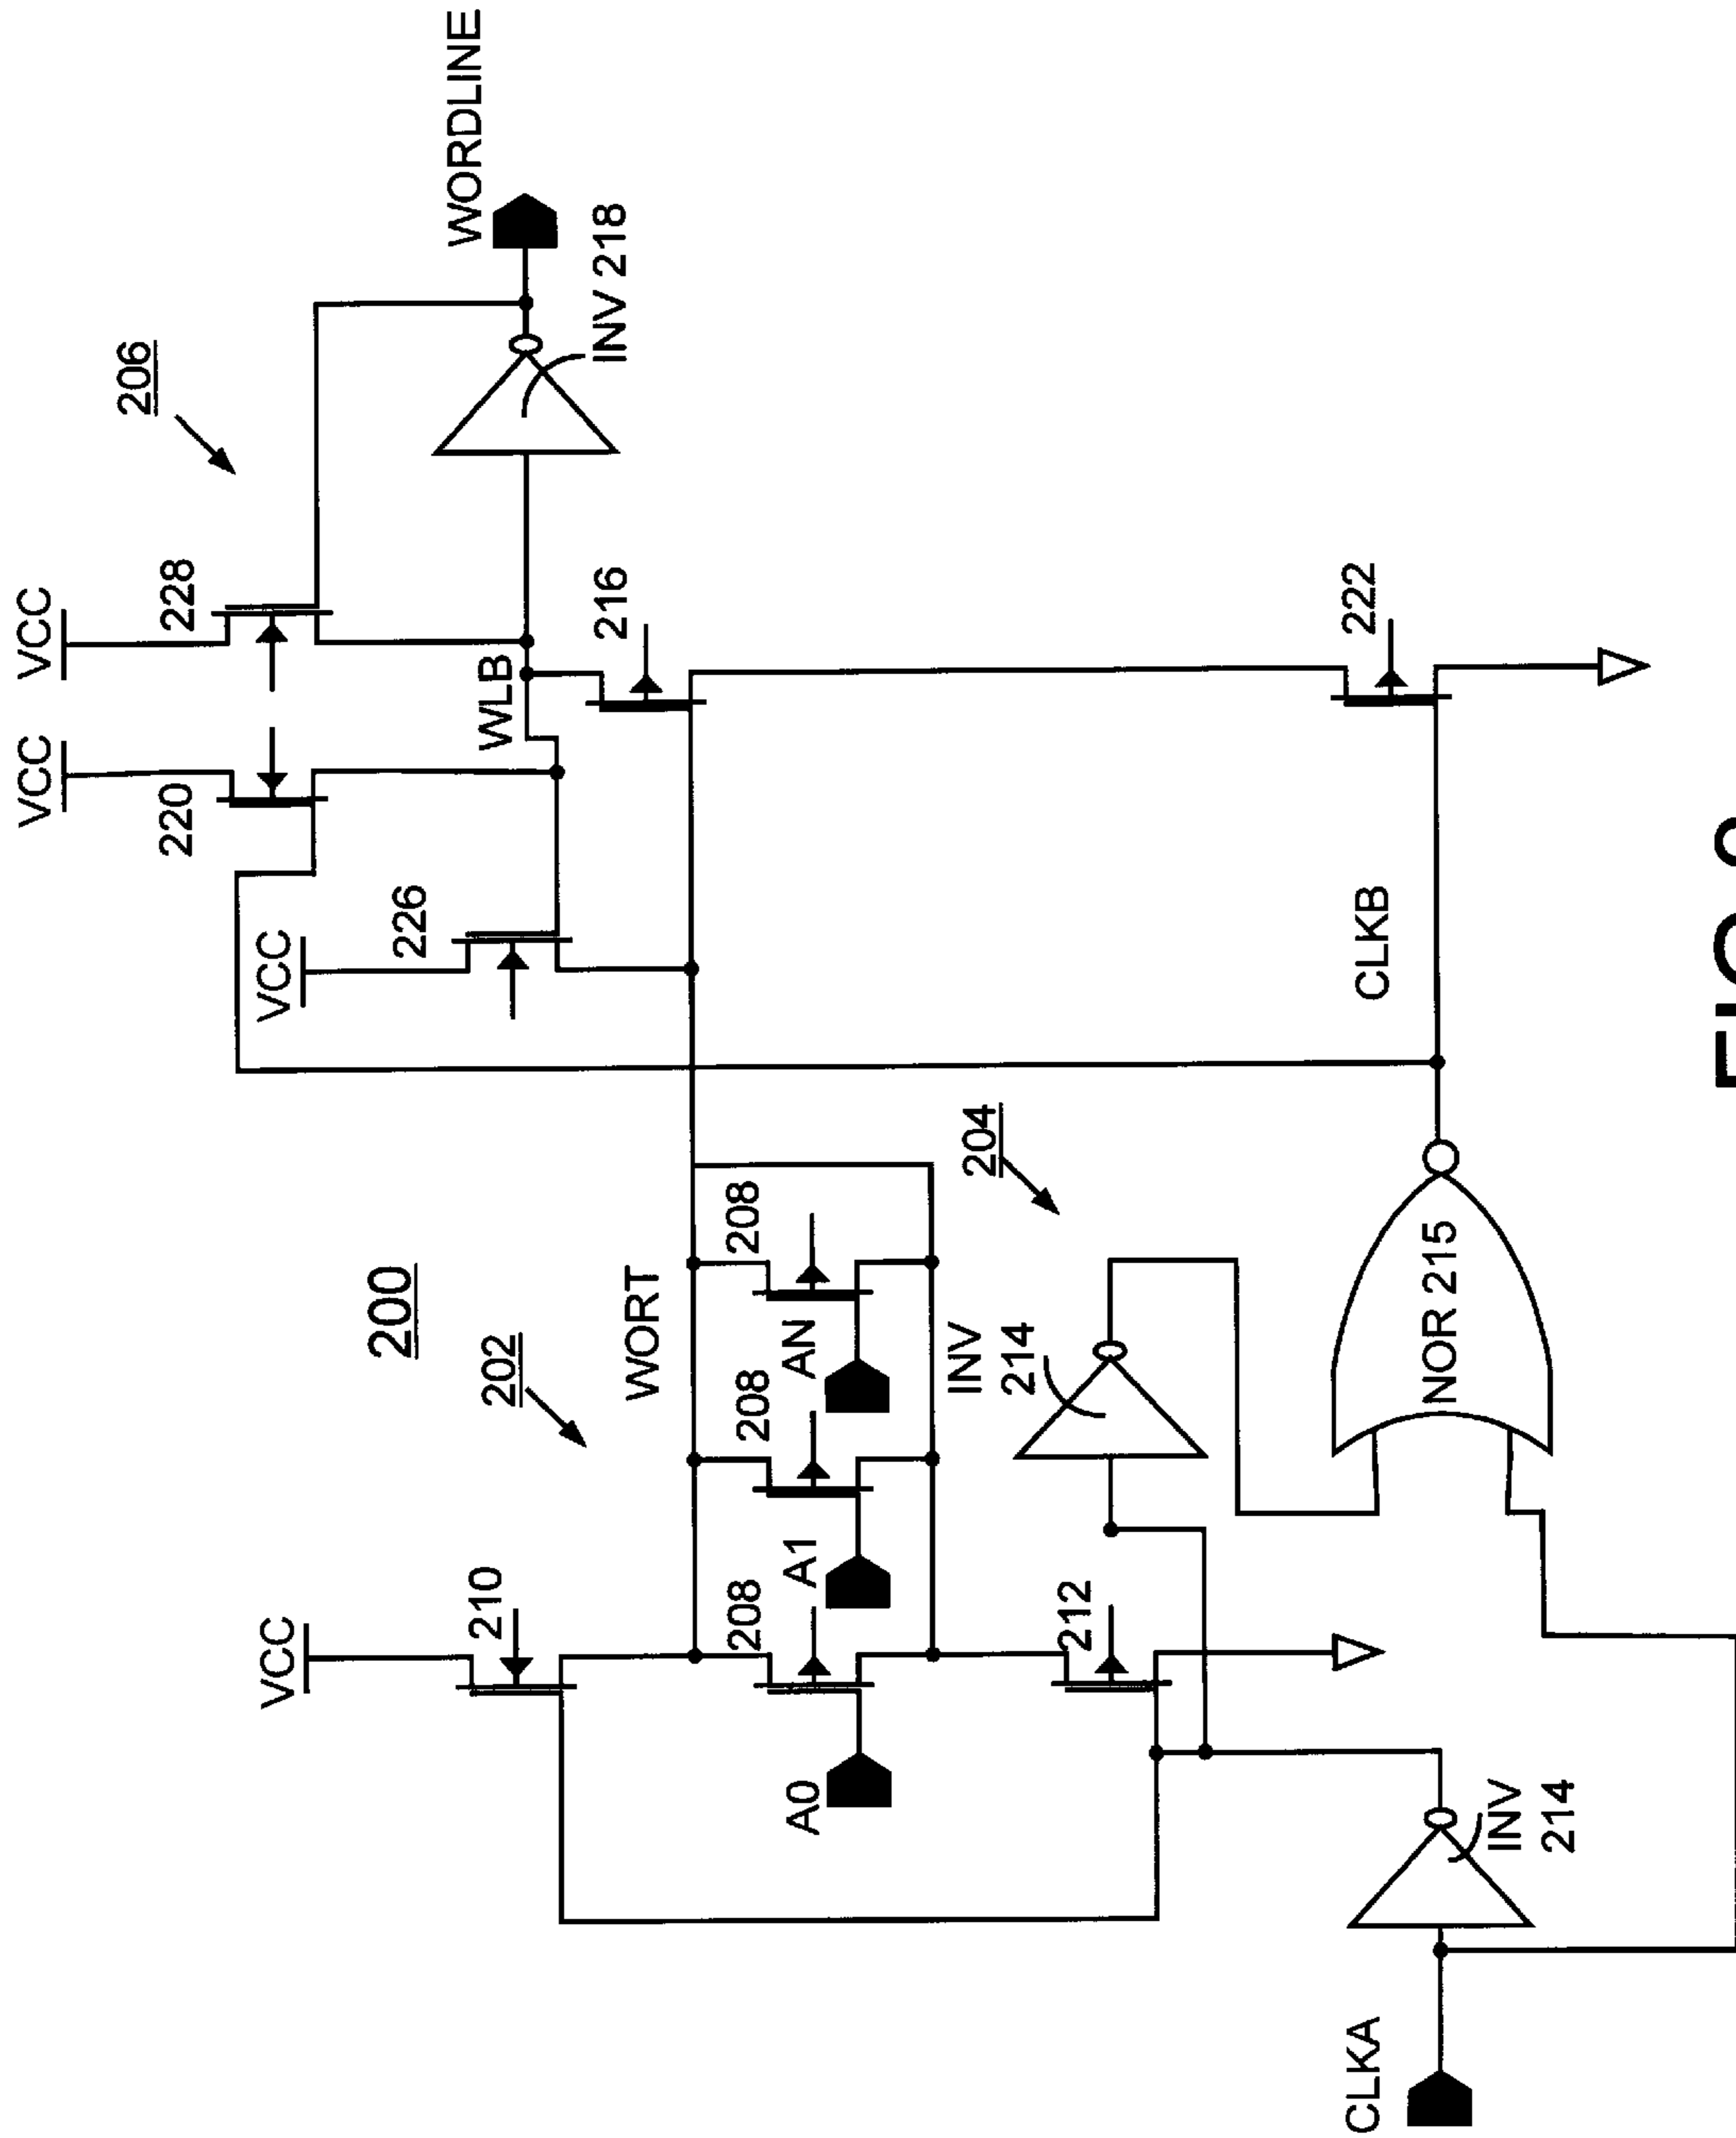 200
202
204
206
VCC
210
208
A0
208
A1
208
AN
WORT
212
INV
214
INV
214
CLKA
NOR 215
CLKB
VCC
226
VCC
220
VCC
228
WLB
216
222
INV 218
WORDLINE